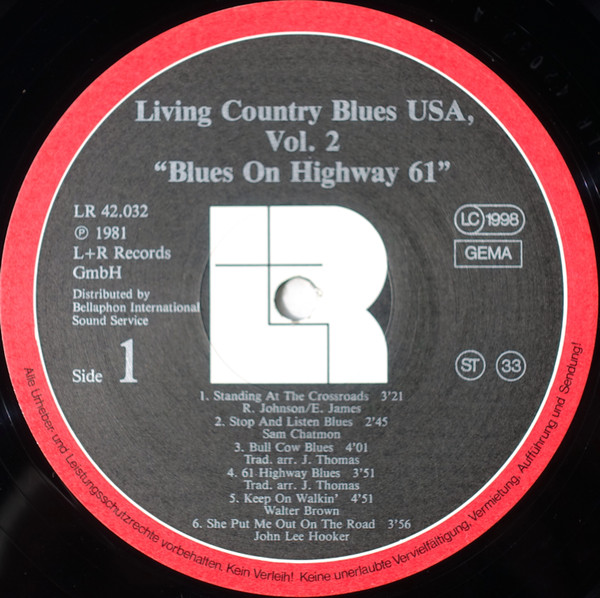 Living Country Blues USA,
Vol. 2
“Blues On Highway 61”
LR 42.032
℗ 1981
L+R Records
GmbH
Distributed by
Bellaphon International
Sound Service
LC 1998
GEMA
LR
Side 1
ST 33
1. Standing At The Crossroads 3'21
R. Johnson/E. James
2. Stop And Listen Blues 2'45
Sam Chatmon
3. Bull Cow Blues 4'01
Trad. arr. J. Thomas
4. 61 Highway Blues 3'51
Trad. arr. J. Thomas
5. Keep On Walkin' 4'51
Walter Brown
6. She Put Me Out On The Road 3'56
John Lee Hooker
Alle Urheber- und Leistungsschutzrechte vorbehalten. Kein Verleih! Keine unerlaubte Vervielfältigung, Vermietung, Aufführung und Sendung!